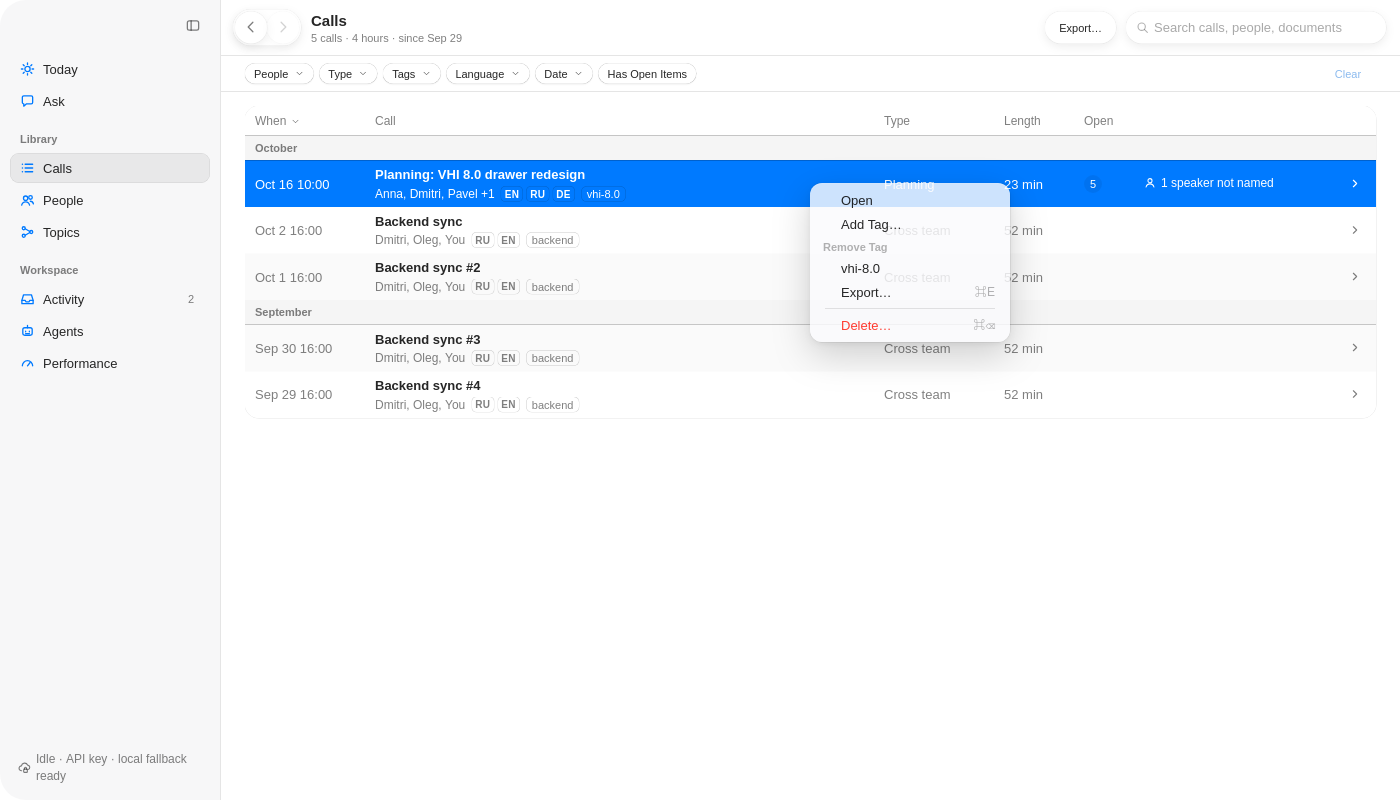 Today
Ask
Library
Calls
People
Topics
Workspace
Activity 2
Agents
Performance
Idle · API key · local fallback
ready
Calls
5 calls · 4 hours · since Sep 29
Export…
Search calls, people, documents
People
Type
Tags
Language
Date
Has Open Items
Clear
When Call Type Length Open
October
Oct 16 10:00
Planning: VHI 8.0 drawer redesign
Anna, Dmitri, Pavel +1 EN RU DE vhi-8.0
Planning
23 min
5
1 speaker not named
Oct 2 16:00
Backend sync
Dmitri, Oleg, You RU EN backend
Cross team
52 min
Oct 1 16:00
Backend sync #2
Dmitri, Oleg, You RU EN backend
Cross team
52 min
September
Sep 30 16:00
Backend sync #3
Dmitri, Oleg, You RU EN backend
Cross team
52 min
Sep 29 16:00
Backend sync #4
Dmitri, Oleg, You RU EN backend
Cross team
52 min
Open
Add Tag…
Remove Tag
vhi-8.0
Export… ⌘E
Delete… ⌘⌫